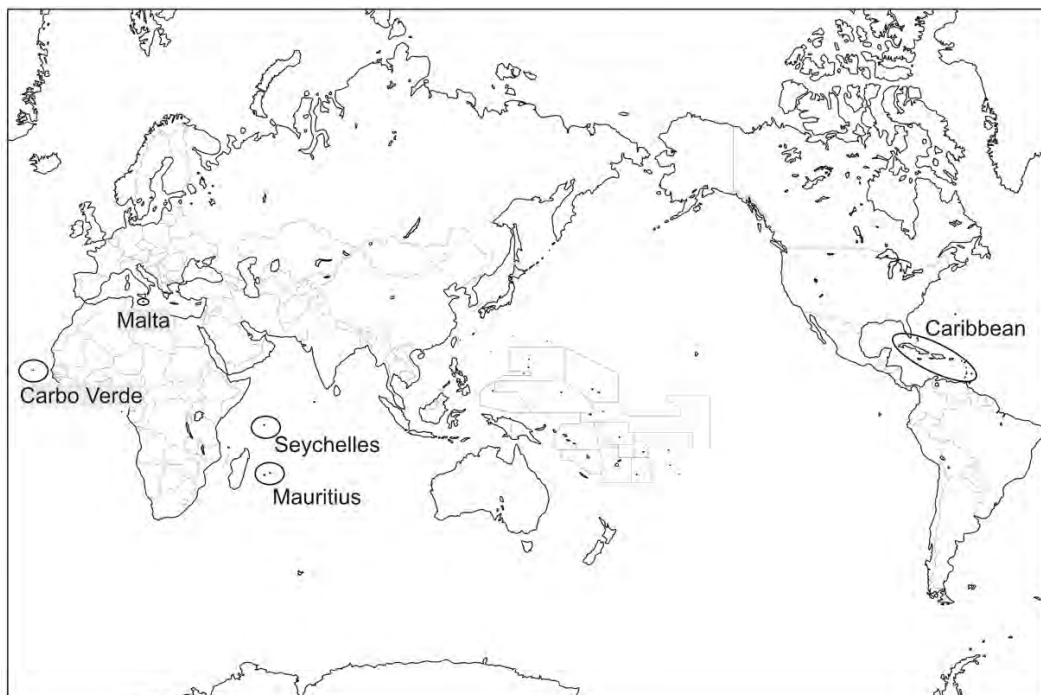 Malta
Caribbean
Carbo Verde
Seychelles
Mauritius